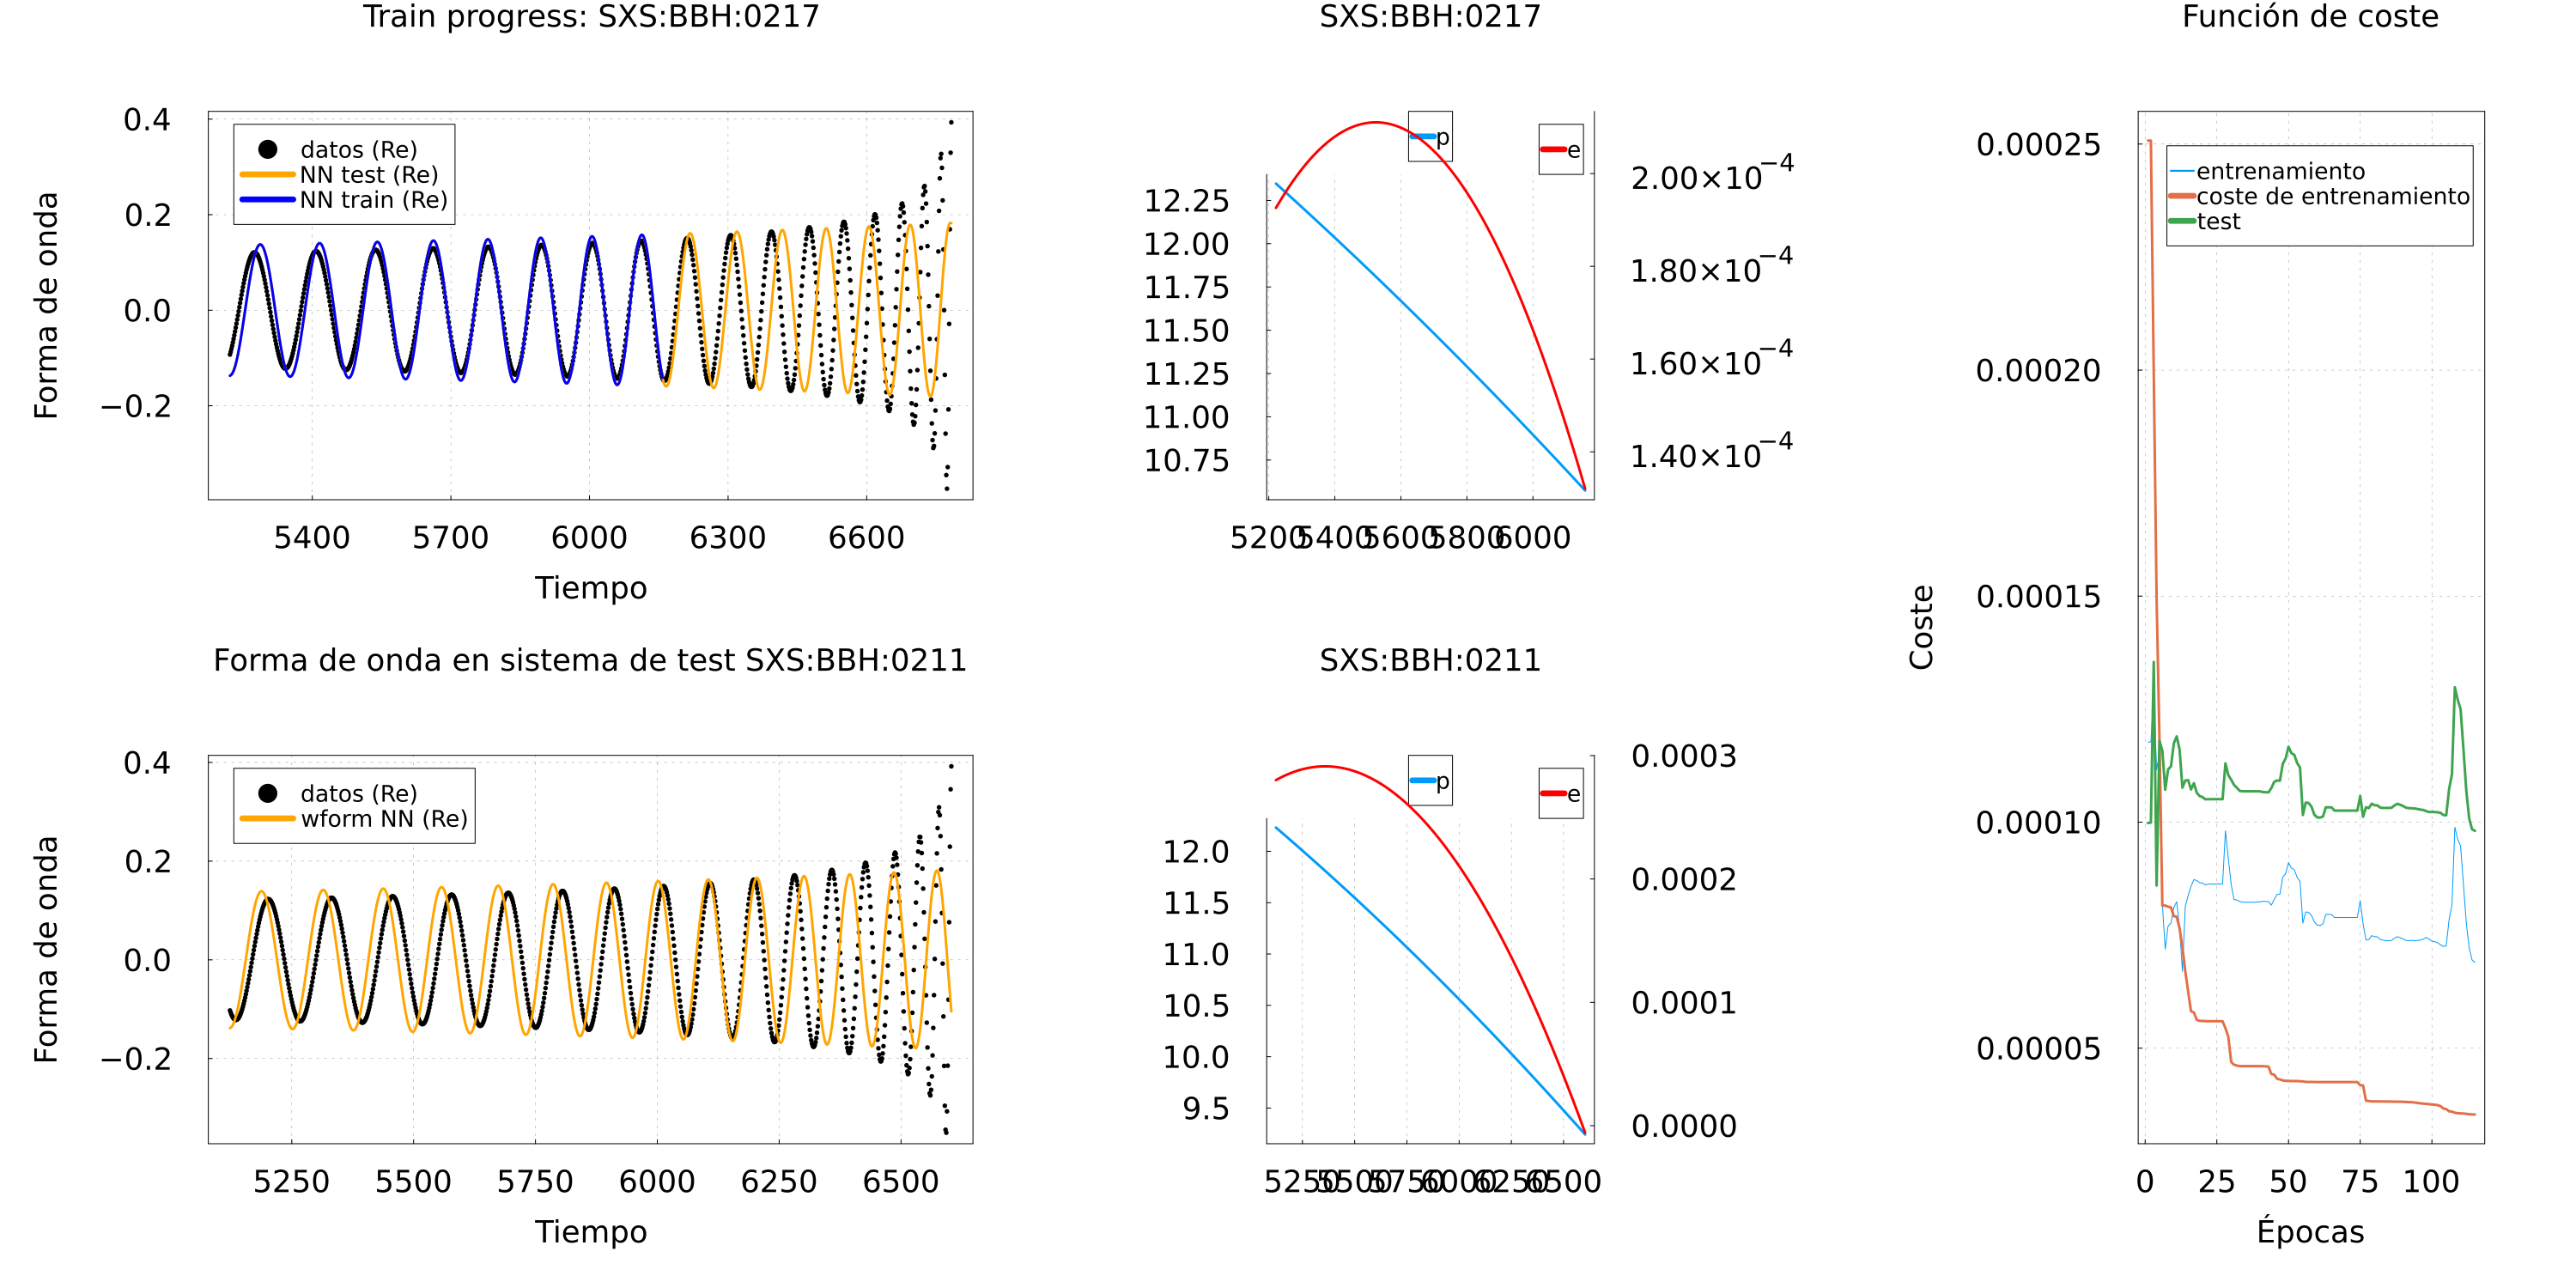 Train progress: SXS:BBH:0217
Forma de onda
0.4
0.2
0.0
−0.2
datos (Re)
NN test (Re)
NN train (Re)
5400 5700 6000 6300 6600
Tiempo
SXS:BBH:0217
p
e
12.25
12.00
11.75
11.50
11.25
11.00
10.75
2.00×10−4
1.80×10−4
1.60×10−4
1.40×10−4
5200 5400 5600 5800 6000
Forma de onda en sistema de test SXS:BBH:0211
Forma de onda
0.4
0.2
0.0
−0.2
datos (Re)
wform NN (Re)
5250 5500 5750 6000 6250 6500
Tiempo
SXS:BBH:0211
p
e
12.0
11.5
11.0
10.5
10.0
9.5
0.0003
0.0002
0.0001
0.0000
5250 5500 5750 6000 6250 6500
Función de coste
Coste
0.00025
0.00020
0.00015
0.00010
0.00005
entrenamiento
coste de entrenamiento
test
0 25 50 75 100
Épocas